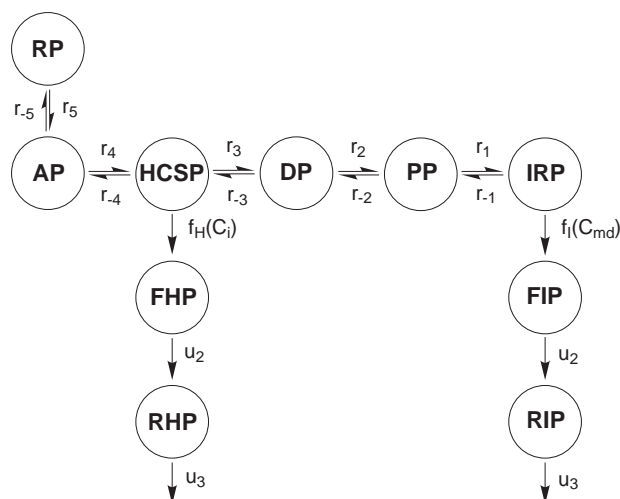 RP
r-5 r5
r4 r3 r2 r1
AP HCSP DP PP IRP
r-4 r-3 r-2 r-1
fH(Ci) fI(Cmd)
FHP FIP
u2 u2
RHP RIP
u3 u3